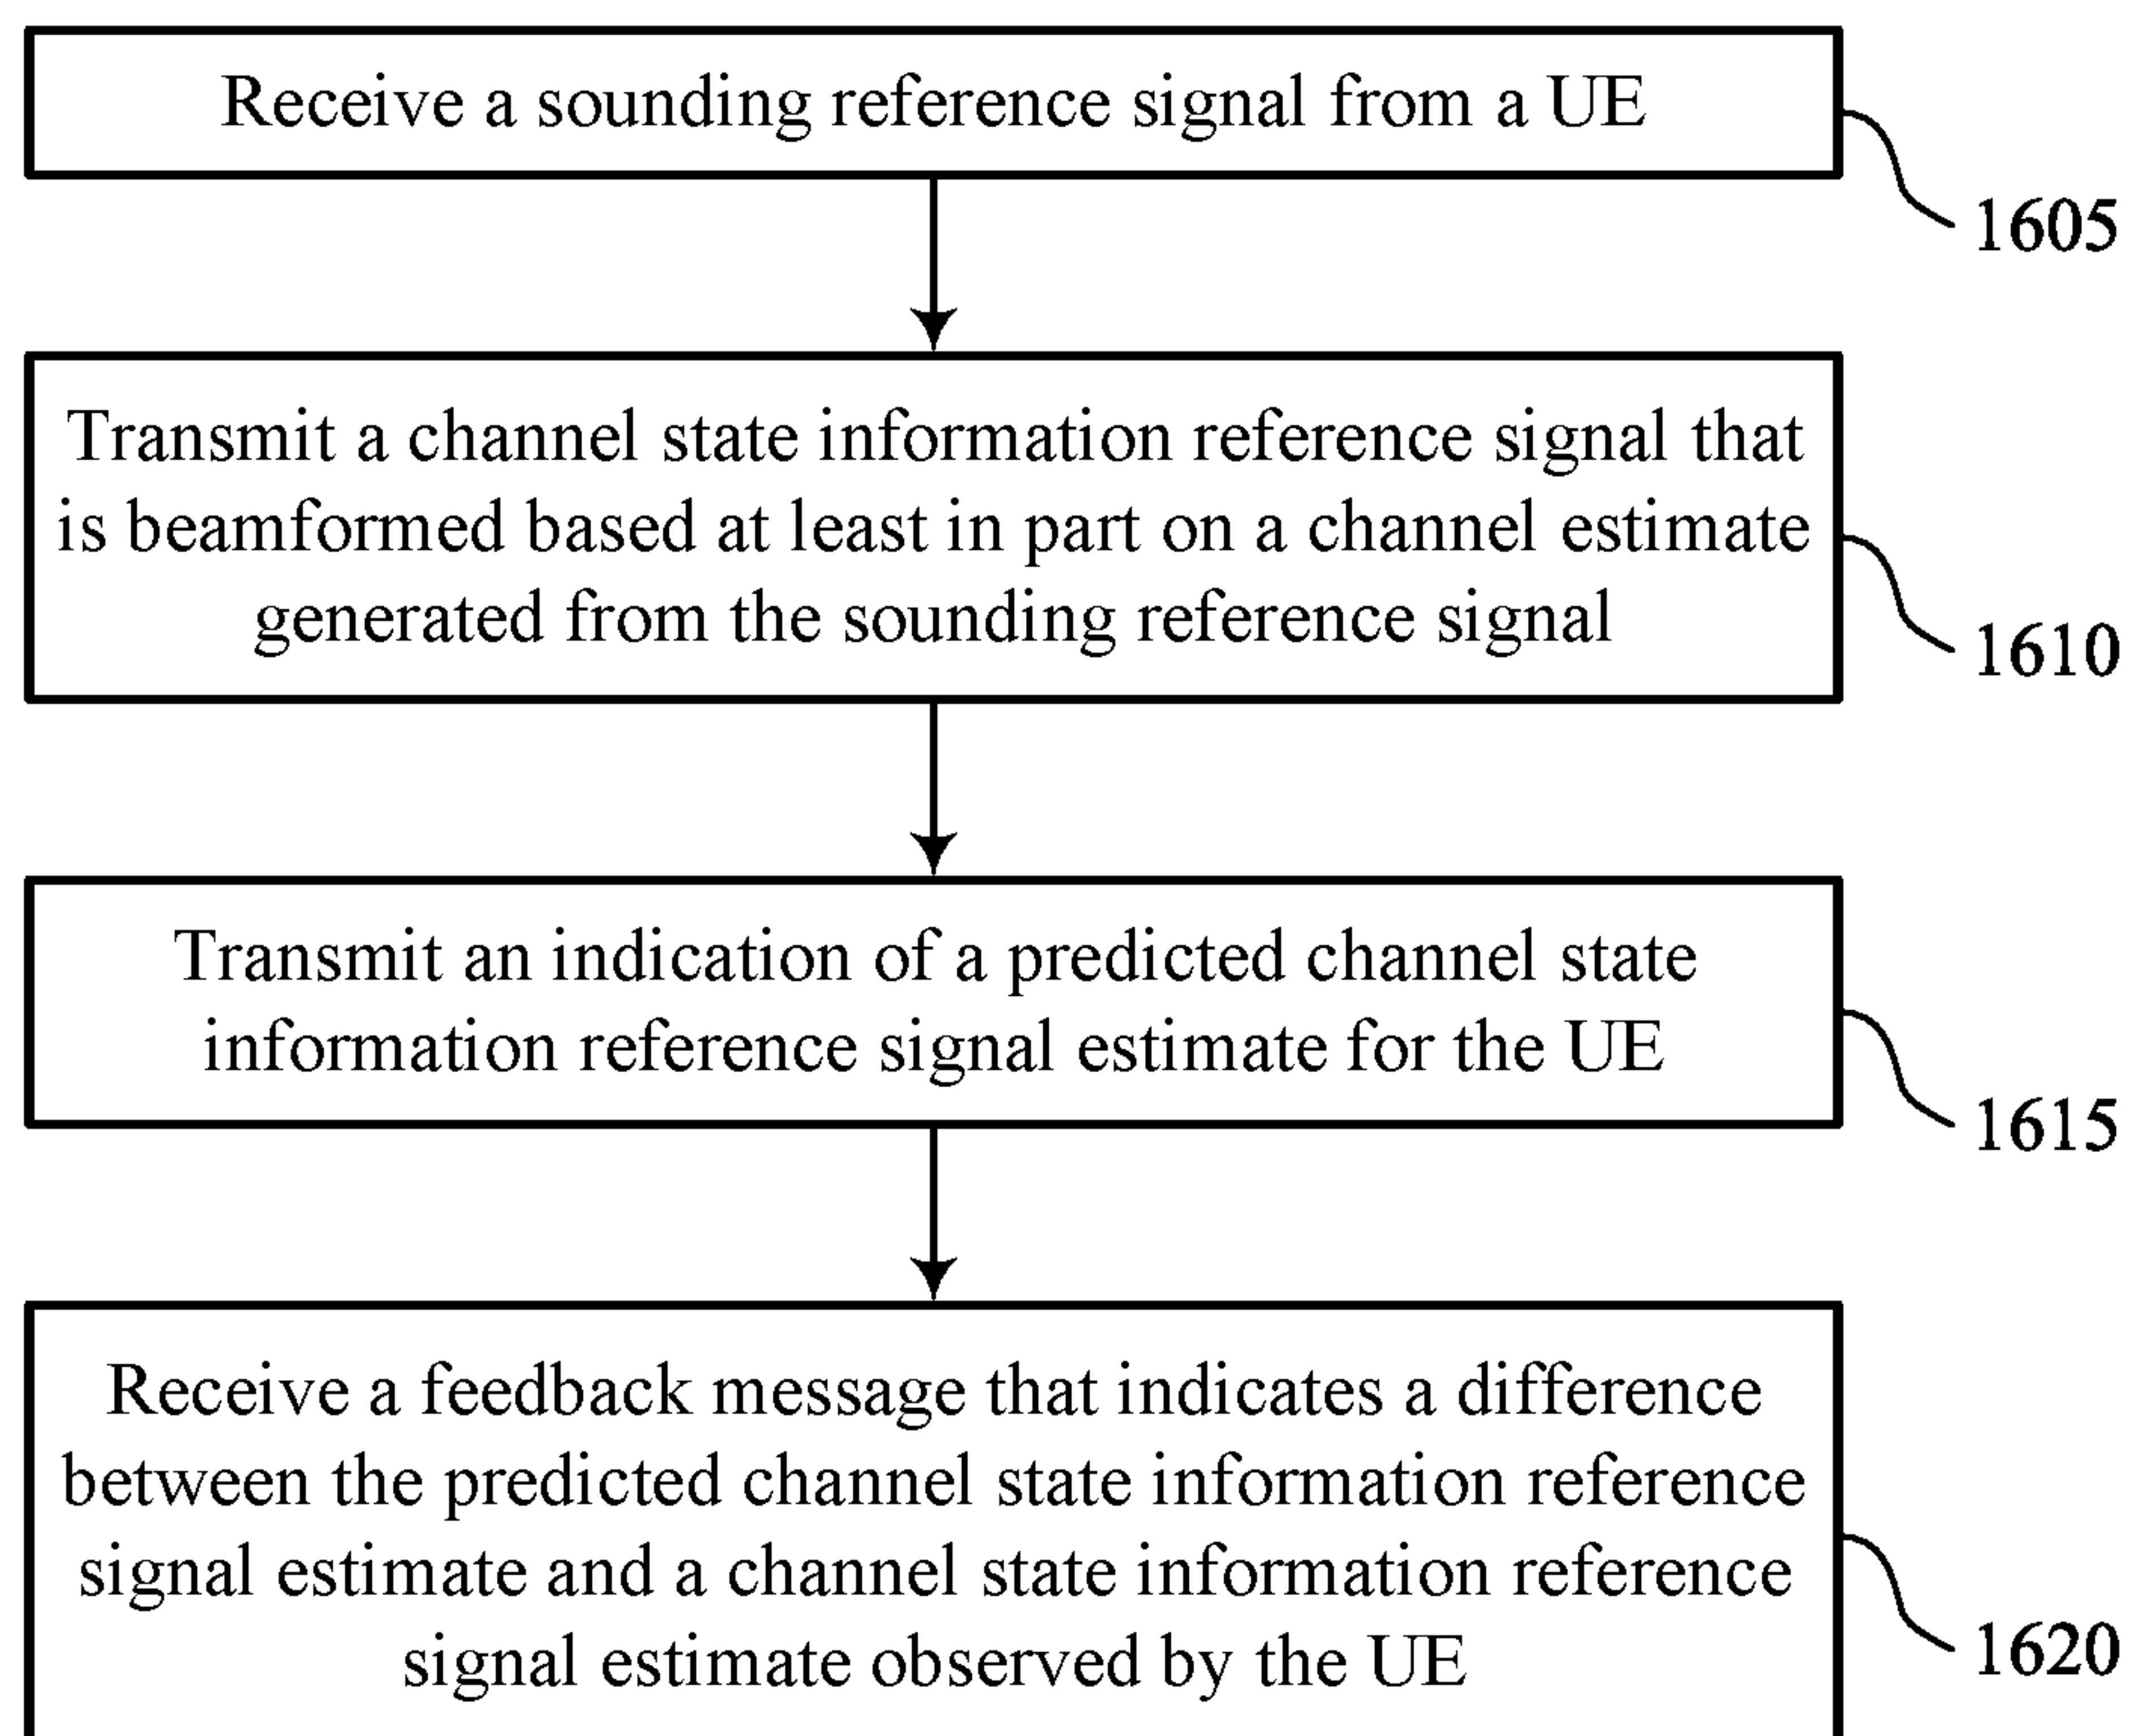 Receive a sounding reference signal from a UE
1605
Transmit a channel state information reference signal that
is beamformed based at least in part on a channel estimate
generated from the sounding reference signal
1610
Transmit an indication of a predicted channel state
information reference signal estimate for the UE
1615
Receive a feedback message that indicates a difference
between the predicted channel state information reference
signal estimate and a channel state information reference
signal estimate observed by the UE
1620